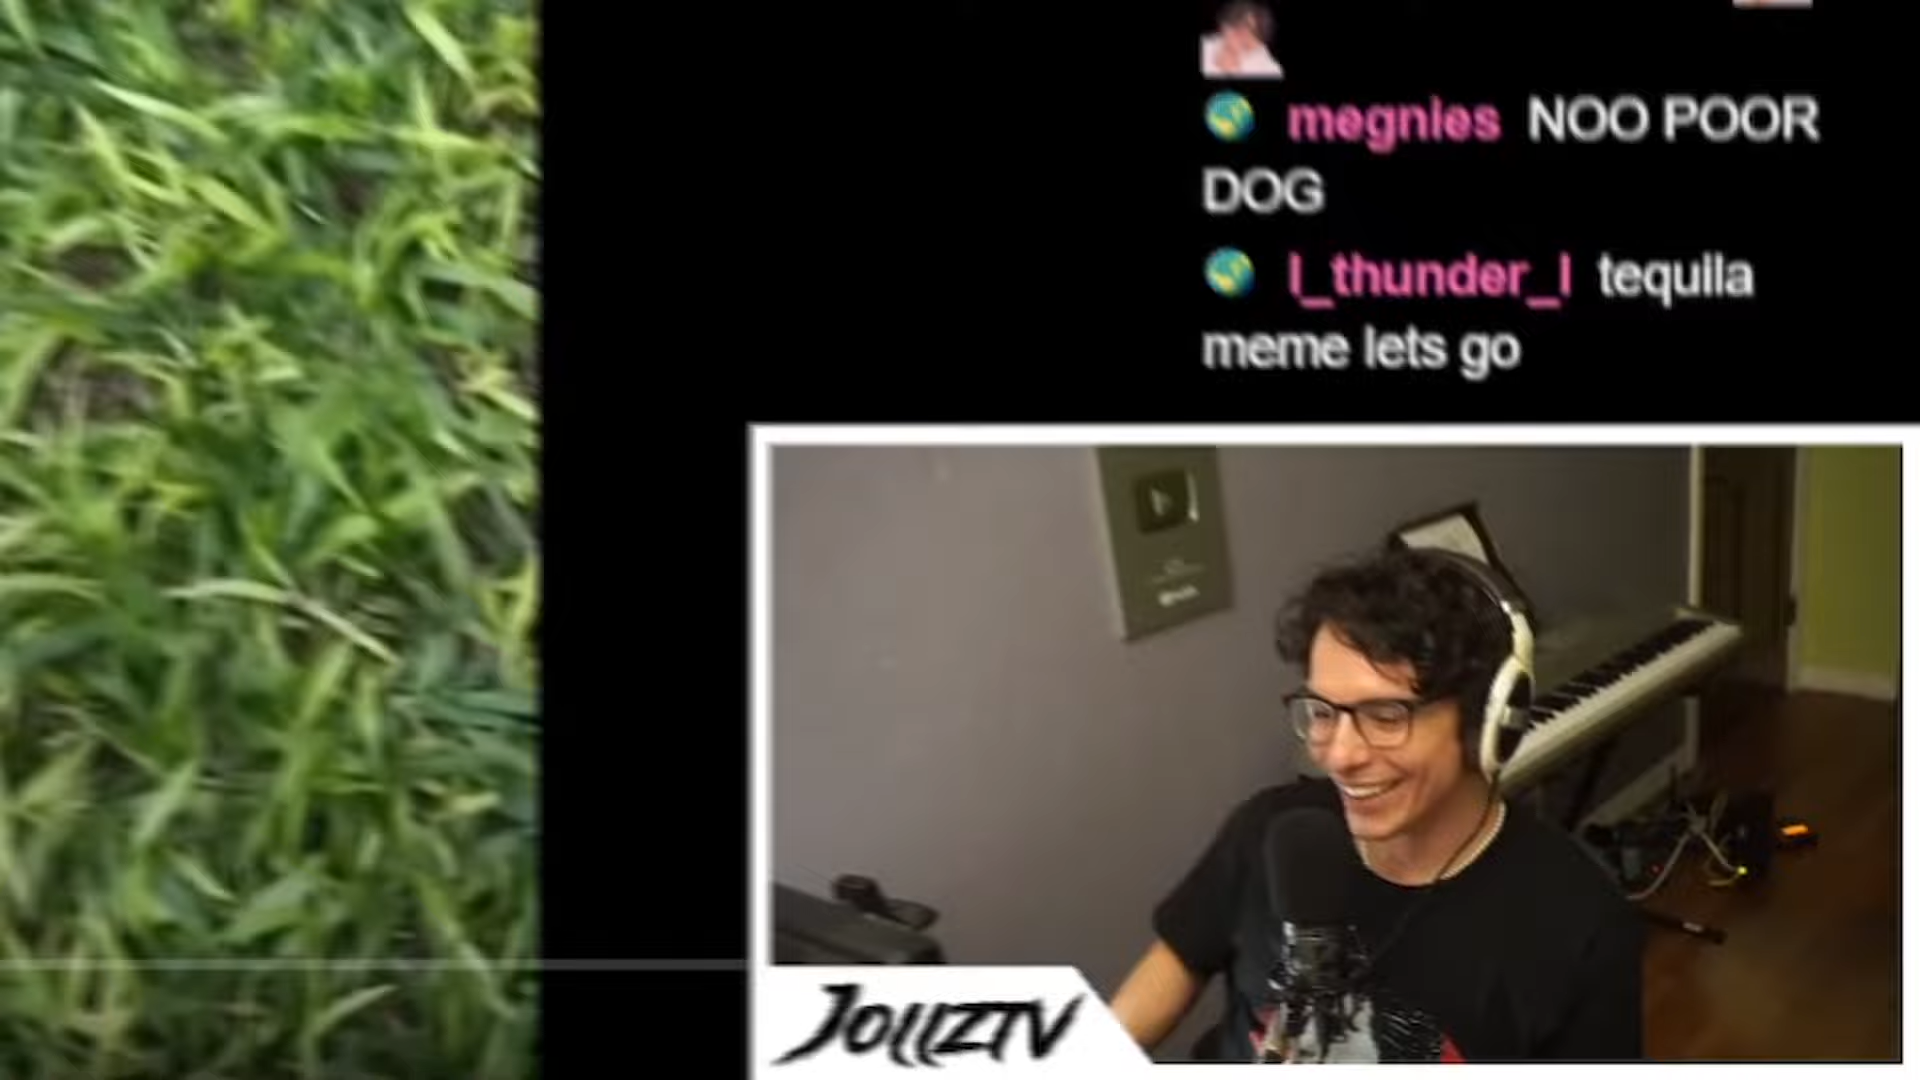 megnies NOO POOR
DOG
l_thunder_l tequila
meme lets go
JOLLZTV